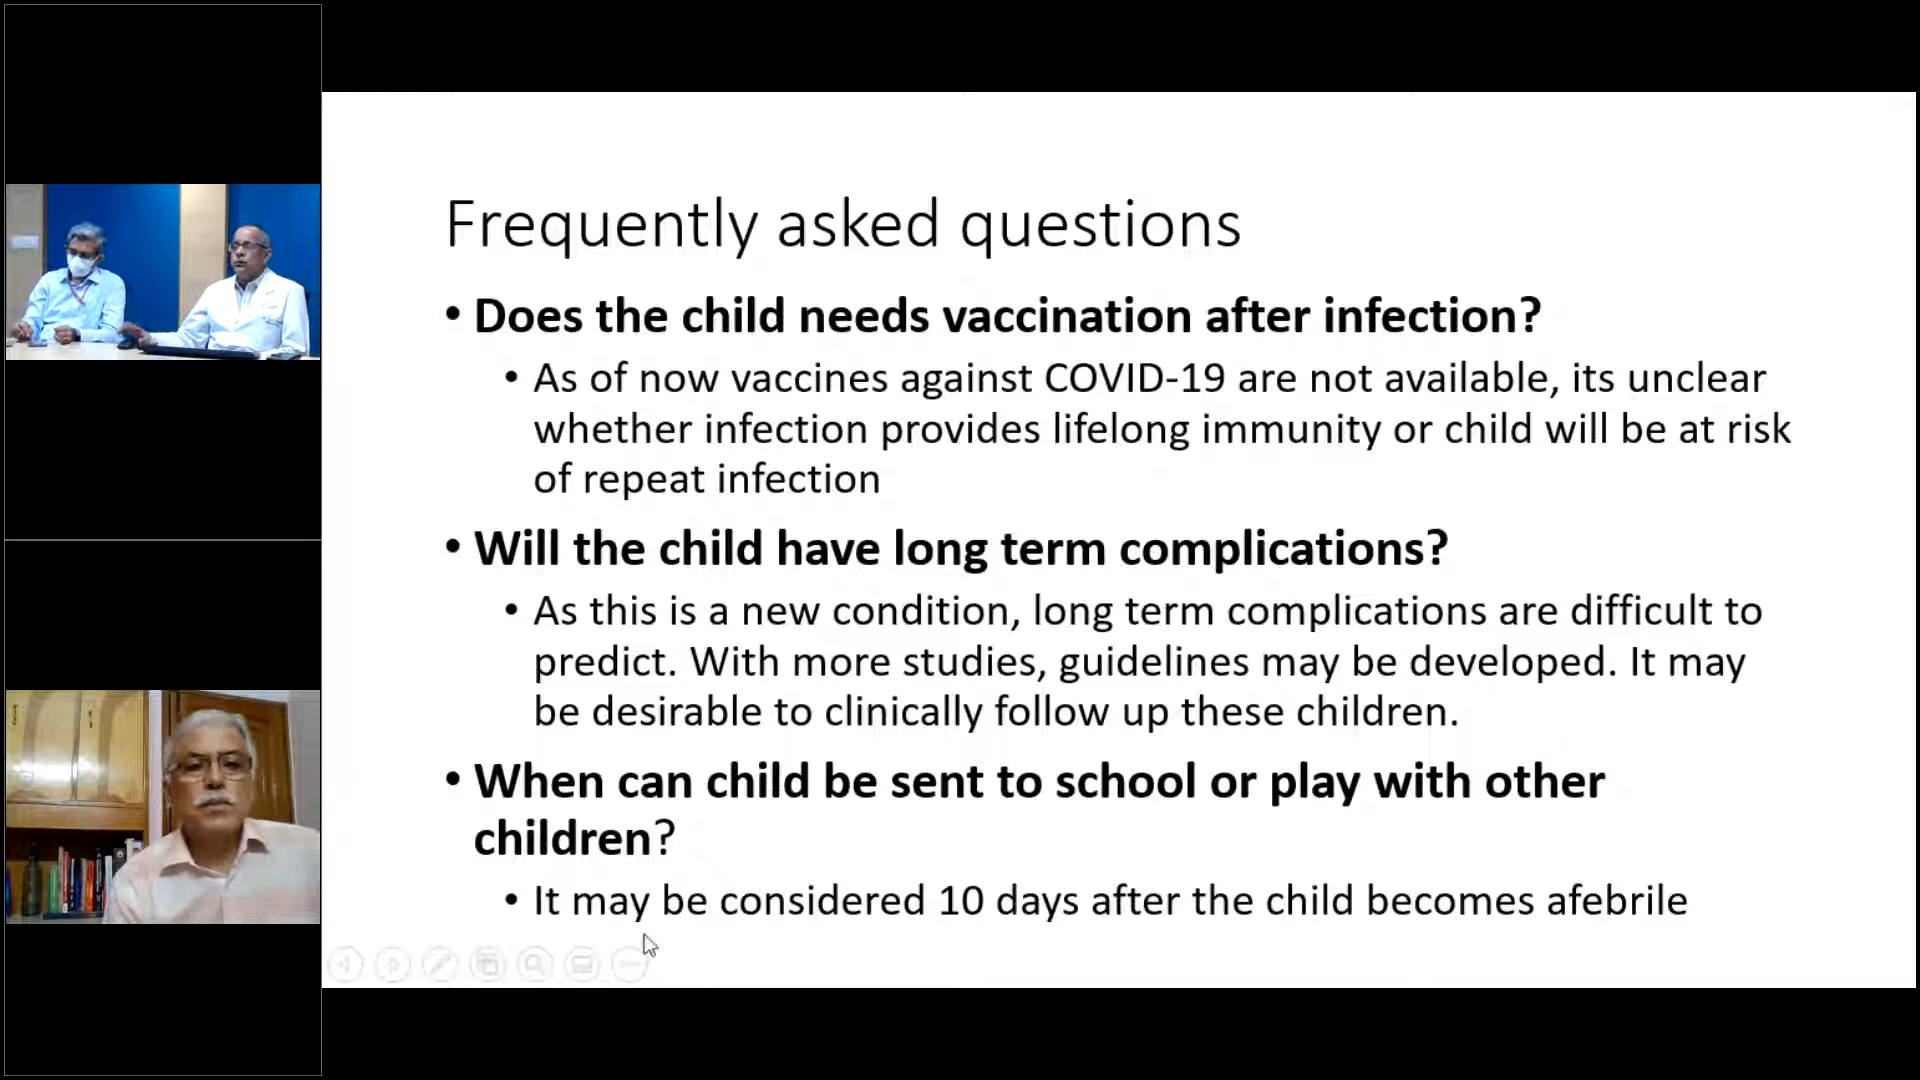 Frequently asked questions
• Does the child needs vaccination after infection?
• As of now vaccines against COVID-19 are not available, its unclear
whether infection provides lifelong immunity or child will be at risk
of repeat infection
• Will the child have long term complications?
• As this is a new condition, long term complications are difficult to
predict. With more studies, guidelines may be developed. It may
be desirable to clinically follow up these children.
• When can child be sent to school or play with other
children?
• It may be considered 10 days after the child becomes afebrile